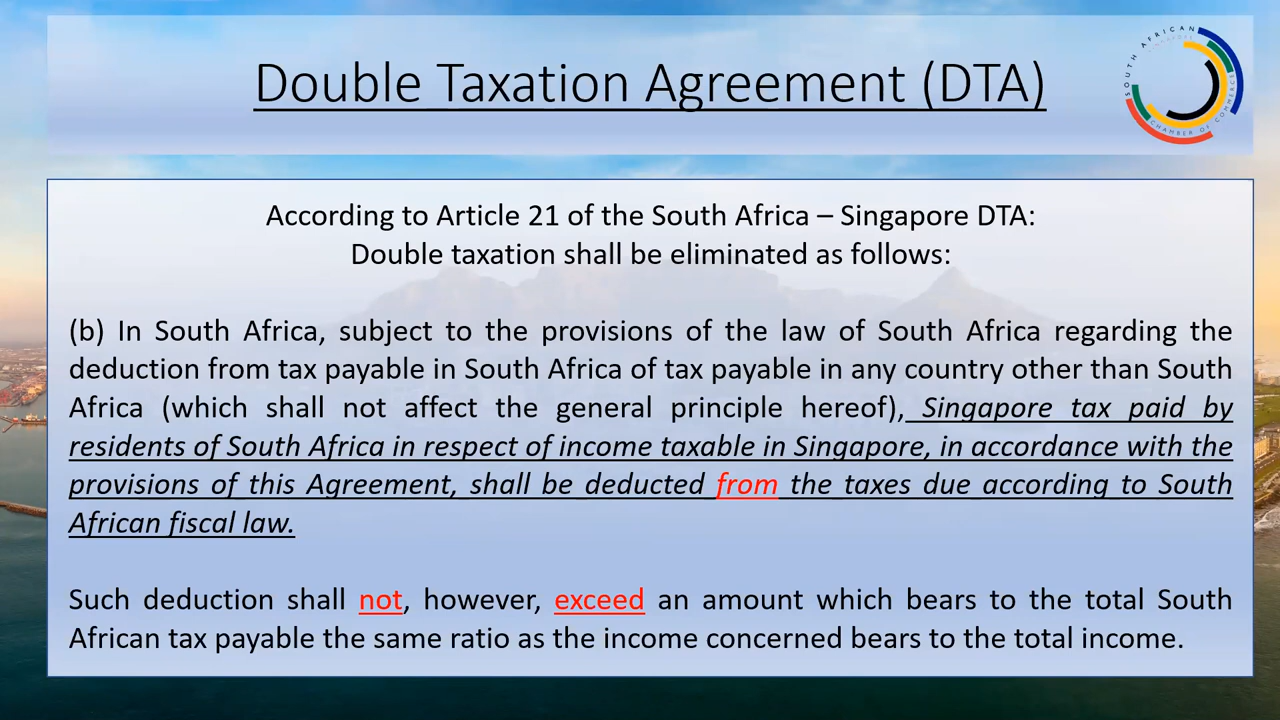 Double Taxation Agreement (DTA)
SOUTH AFRICAN
SINGAPORE
CHAMBER OF COMMERCE
According to Article 21 of the South Africa – Singapore DTA:
Double taxation shall be eliminated as follows:
(b) In South Africa, subject to the provisions of the law of South Africa regarding the
deduction from tax payable in South Africa of tax payable in any country other than South
Africa (which shall not affect the general principle hereof), Singapore tax paid by
residents of South Africa in respect of income taxable in Singapore, in accordance with the
provisions of this Agreement, shall be deducted from the taxes due according to South
African fiscal law.
Such deduction shall not, however, exceed an amount which bears to the total South
African tax payable the same ratio as the income concerned bears to the total income.